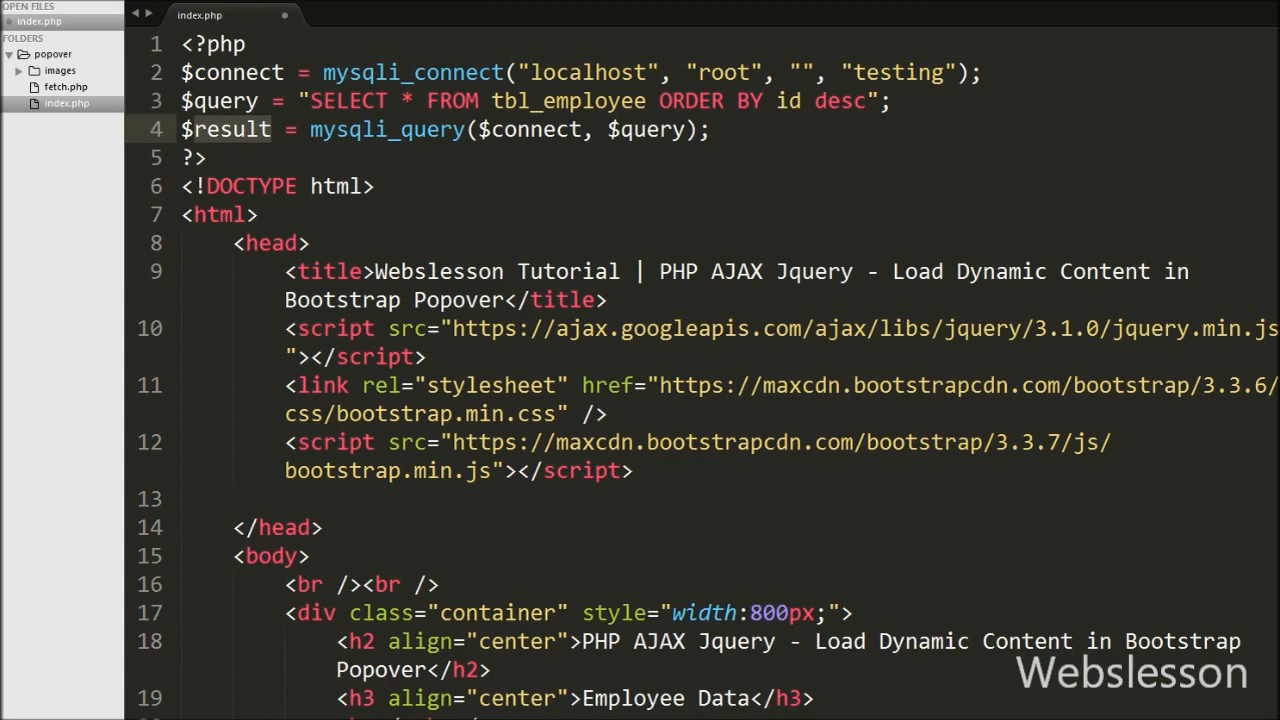 OPEN FILES
index.php
FOLDERS
popover
images
fetch.php
index.php
index.php
1 <?php
2 $connect = mysqli_connect("localhost", "root", "", "testing");
3 $query = "SELECT * FROM tbl_employee ORDER BY id desc";
4 $result = mysqli_query($connect, $query);
5 ?>
6 <!DOCTYPE html>
7 <html>
8 <head>
9 <title>Webslesson Tutorial | PHP AJAX Jquery - Load Dynamic Content in
Bootstrap Popover</title>
10 <script src="https://ajax.googleapis.com/ajax/libs/jquery/3.1.0/jquery.min.js
"></script>
11 <link rel="stylesheet" href="https://maxcdn.bootstrapcdn.com/bootstrap/3.3.6/
css/bootstrap.min.css" />
12 <script src="https://maxcdn.bootstrapcdn.com/bootstrap/3.3.7/js/
bootstrap.min.js"></script>
13
14 </head>
15 <body>
16 <br /><br />
17 <div class="container" style="width:800px;">
18 <h2 align="center">PHP AJAX Jquery - Load Dynamic Content in Bootstrap
Popover</h2>
19 <h3 align="center">Employee Data</h3>
Webslesson